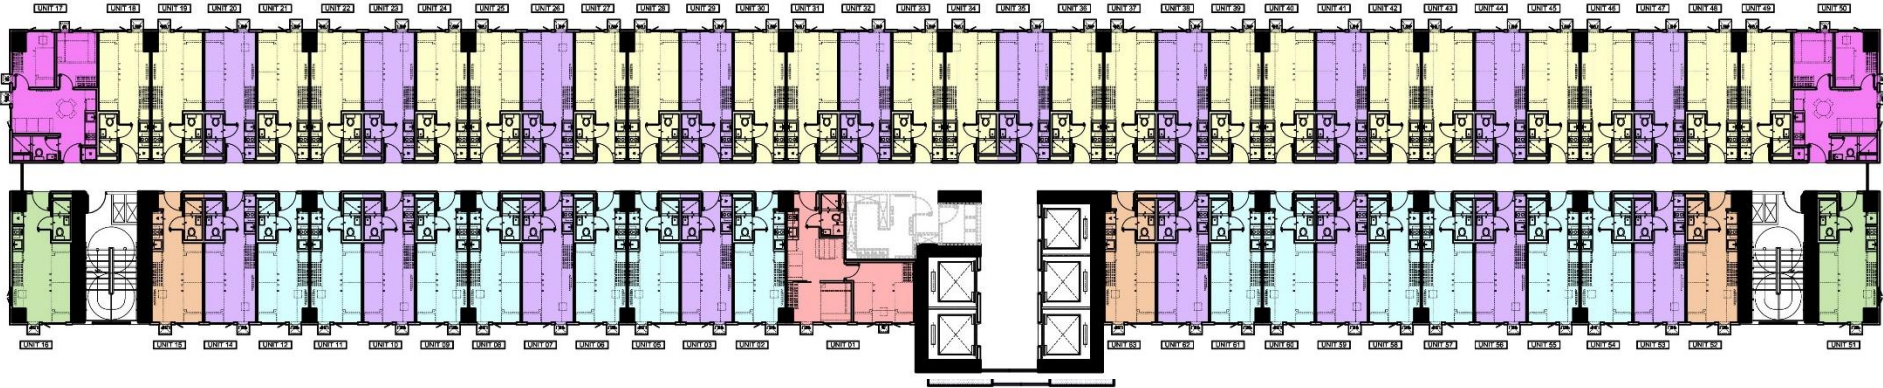 UNIT 17
UNIT 18
UNIT 19
UNIT 20
UNIT 21
UNIT 22
UNIT 23
UNIT 24
UNIT 25
UNIT 26
UNIT 27
UNIT 28
UNIT 29
UNIT 30
UNIT 31
UNIT 32
UNIT 33
UNIT 34
UNIT 35
UNIT 36
UNIT 37
UNIT 38
UNIT 39
UNIT 40
UNIT 41
UNIT 42
UNIT 43
UNIT 44
UNIT 45
UNIT 46
UNIT 47
UNIT 48
UNIT 49
UNIT 50
UNIT 16
UNIT 15
UNIT 14
UNIT 12
UNIT 11
UNIT 10
UNIT 09
UNIT 08
UNIT 07
UNIT 06
UNIT 05
UNIT 03
UNIT 02
UNIT 01
UNIT 63
UNIT 62
UNIT 61
UNIT 60
UNIT 59
UNIT 58
UNIT 57
UNIT 56
UNIT 55
UNIT 54
UNIT 53
UNIT 52
UNIT 51